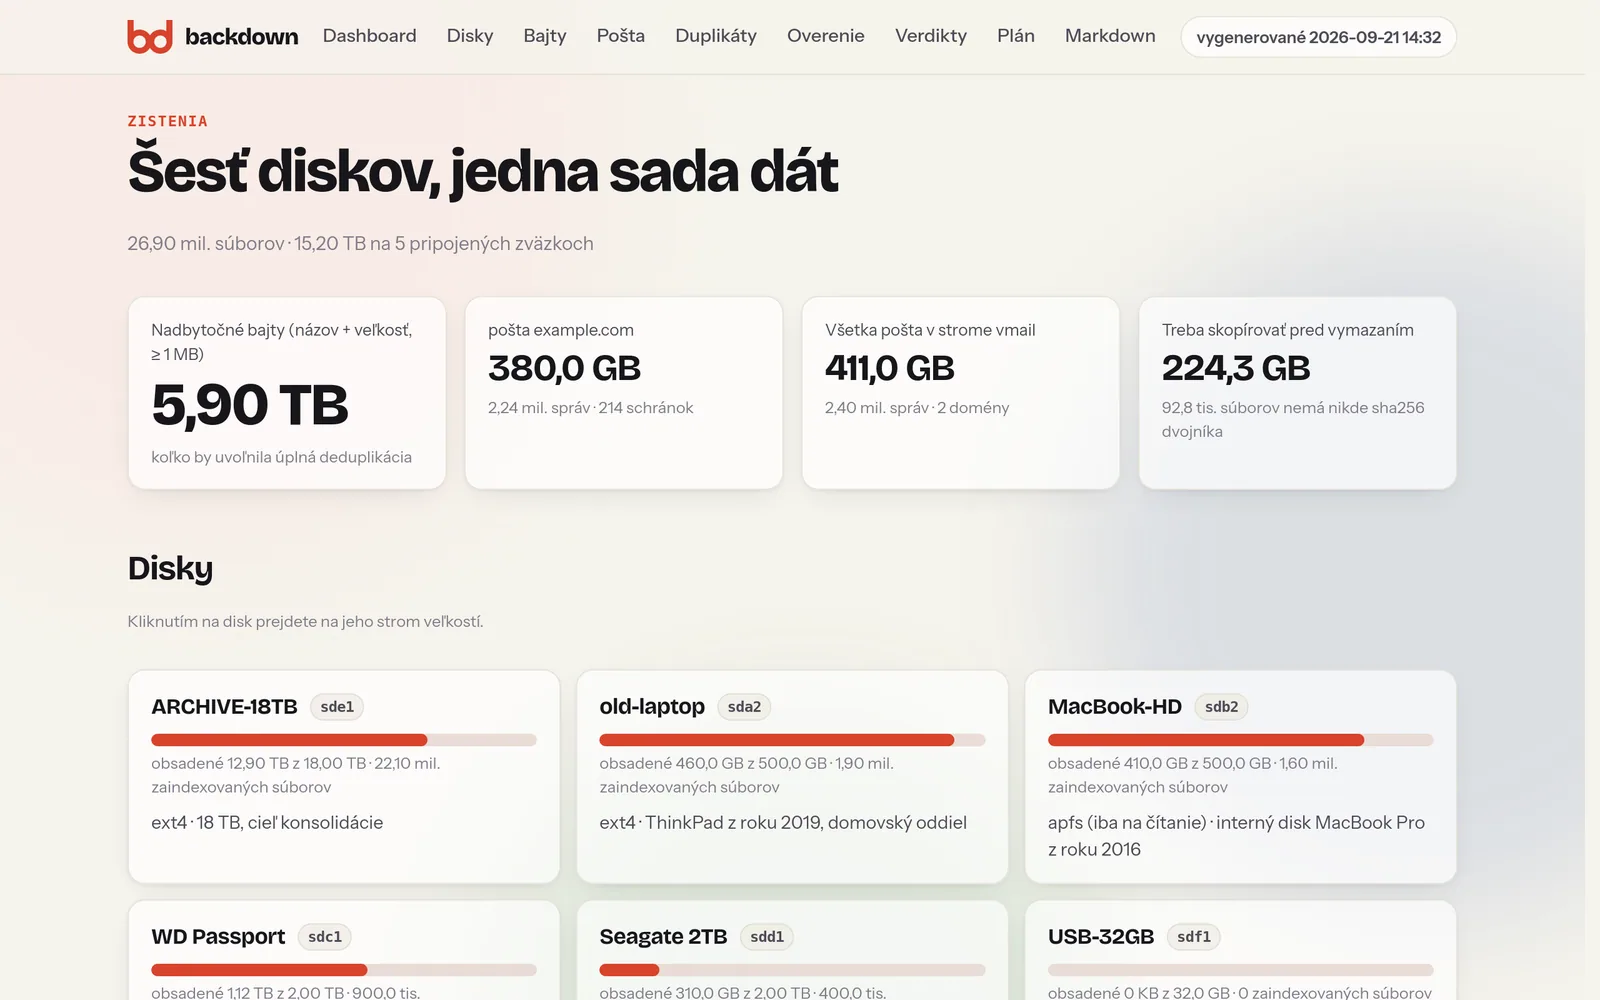 bd backdown Dashboard Disky Bajty Pošta Duplikáty Overenie Verdikty Plán Markdown vygenerované 2026-09-21 14:32
ZISTENIA
Šesť diskov, jedna sada dát
26,90 mil. súborov · 15,20 TB na 5 pripojených zväzkoch
Nadbytočné bajty (názov + veľkosť,
≥ 1 MB)
5,90 TB
koľko by uvoľnila úplná deduplikácia
pošta example.com
380,0 GB
2,24 mil. správ · 214 schránok
Všetka pošta v strome vmail
411,0 GB
2,40 mil. správ · 2 domény
Treba skopírovať pred vymazaním
224,3 GB
92,8 tis. súborov nemá nikde sha256
dvojníka
Disky
Kliknutím na disk prejdete na jeho strom veľkostí.
ARCHIVE-18TB sde1
obsadené 12,90 TB z 18,00 TB · 22,10 mil.
zaindexovaných súborov
ext4 · 18 TB, cieľ konsolidácie
old-laptop sda2
obsadené 460,0 GB z 500,0 GB · 1,90 mil.
zaindexovaných súborov
ext4 · ThinkPad z roku 2019, domovský oddiel
MacBook-HD sdb2
obsadené 410,0 GB z 500,0 GB · 1,60 mil.
zaindexovaných súborov
apfs (iba na čítanie) · interný disk MacBook Pro
z roku 2016
WD Passport sdc1
obsadené 1,12 TB z 2,00 TB · 900,0 tis.
Seagate 2TB sdd1
obsadené 310,0 GB z 2,00 TB · 400,0 tis.
USB-32GB sdf1
obsadené 0 KB z 32,0 GB · 0 zaindexovaných súborov